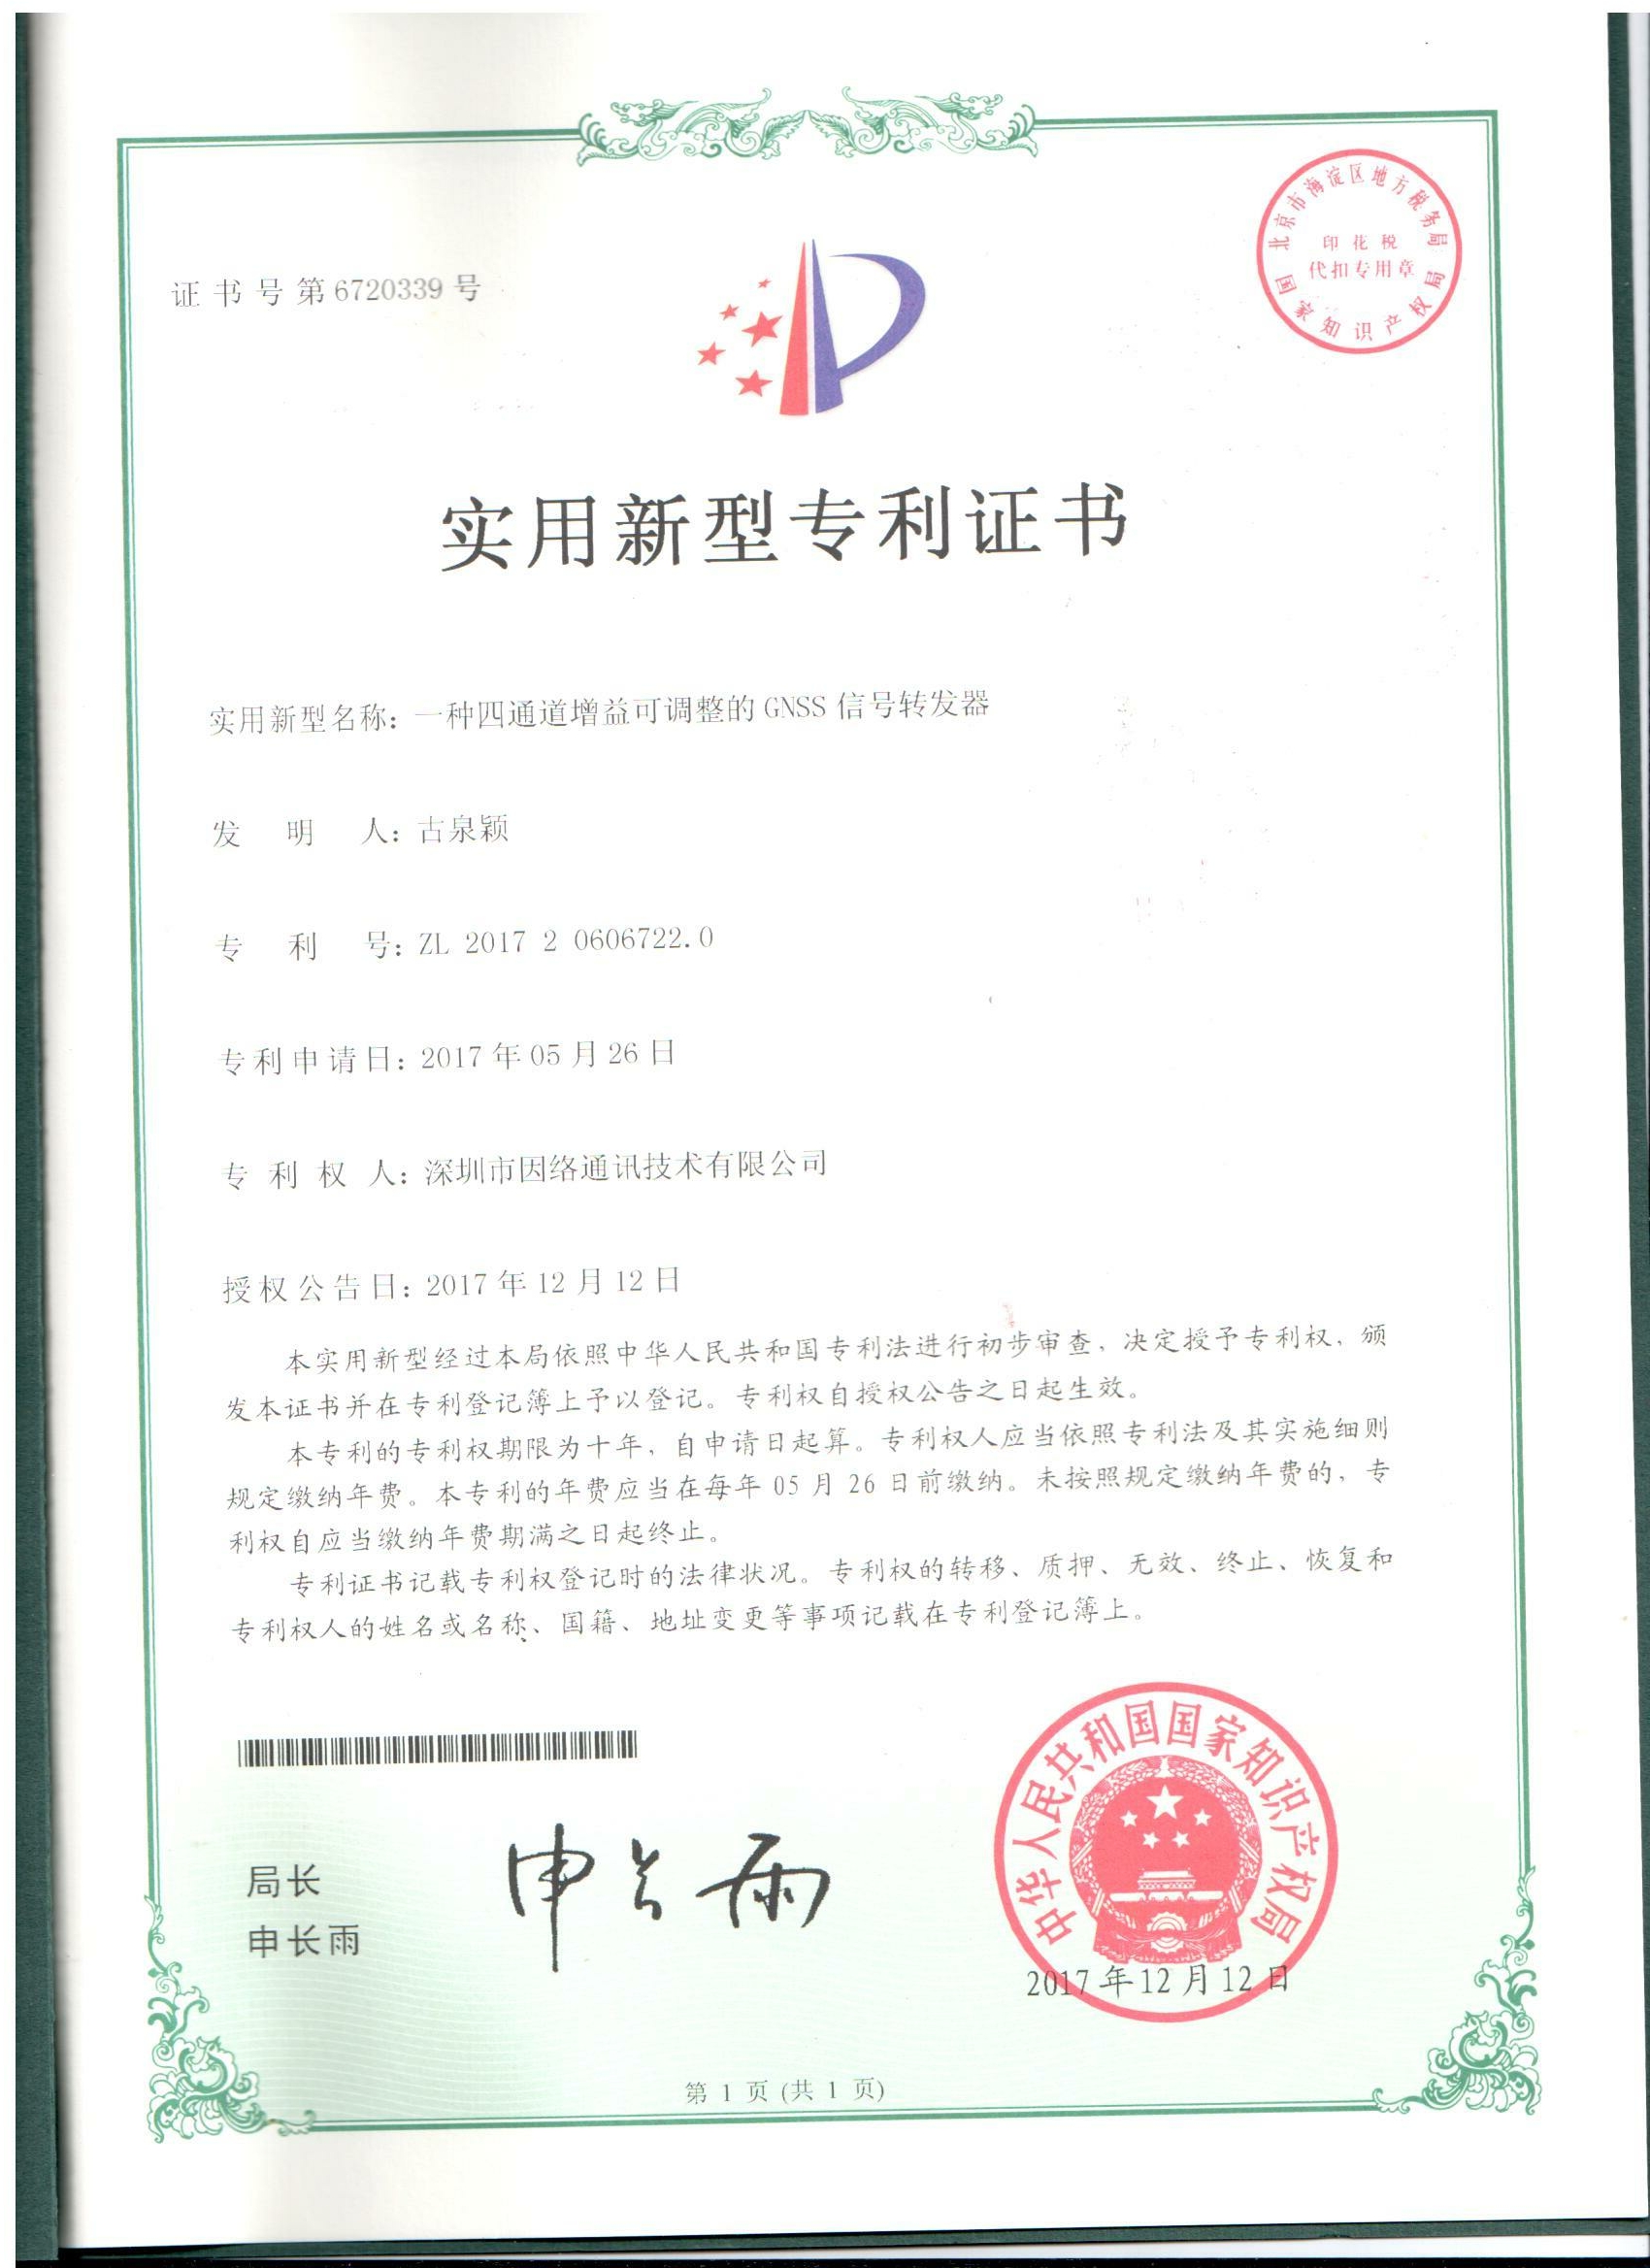 北京市海淀区地方税务局
印花税
代扣专用章
国家知识产权局
证书号第6720339号
实用新型专利证书
实用新型名称：一种四通道增益可调整的GNSS信号转发器
发明人：古泉颖
专利号：ZL 2017 2 0606722.0
专利申请日：2017年05月26日
专利权人：深圳市因络通讯技术有限公司
授权公告日：2017年12月12日
本实用新型经过本局依照中华人民共和国专利法进行初步审查，决定授予专利权，颁
发本证书并在专利登记簿上予以登记。专利权自授权公告之日起生效。
本专利的专利权期限为十年，自申请日起算。专利权人应当依照专利法及其实施细则
规定缴纳年费。本专利的年费应当在每年05月26日前缴纳。未按照规定缴纳年费的，专
利权自应当缴纳年费期满之日起终止。
专利证书记载专利权登记时的法律状况。专利权的转移、质押、无效、终止、恢复和
专利权人的姓名或名称、国籍、地址变更等事项记载在专利登记簿上。
局长
申长雨
申长雨
中华人民共和国国家知识产权局
2017年12月12日
第1页(共1页)